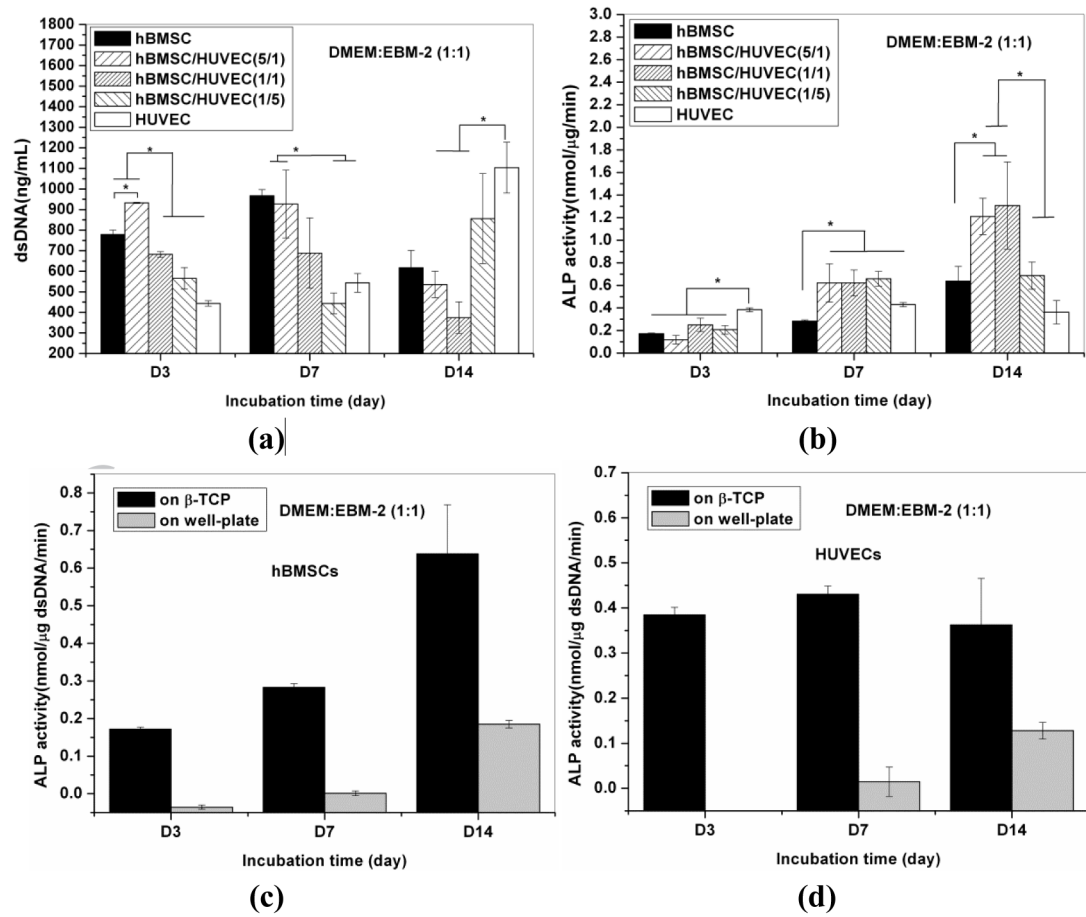 dsDNA(ng/mL)
1800
1700
1600
1500
1400
1300
1200
1100
1000
900
800
700
600
500
400
300
200
hBMSC
hBMSC/HUVEC(5/1)
hBMSC/HUVEC(1/1)
hBMSC/HUVEC(1/5)
HUVEC
DMEM:EBM-2 (1:1)
*
*
*
*
D3 D7 D14
Incubation time (day)
(a)
ALP activity(nmol/μg/min)
3.0
2.8
2.6
2.4
2.2
2.0
1.8
1.6
1.4
1.2
1.0
0.8
0.6
0.4
0.2
0.0
hBMSC
hBMSC/HUVEC(5/1)
hBMSC/HUVEC(1/1)
hBMSC/HUVEC(1/5)
HUVEC
DMEM:EBM-2 (1:1)
*
*
*
*
D3 D7 D14
Incubation time (day)
(b)
ALP activity(nmol/μg dsDNA/min)
0.8
0.7
0.6
0.5
0.4
0.3
0.2
0.1
0.0
on β-TCP
on well-plate
DMEM:EBM-2 (1:1)
hBMSCs
D3 D7 D14
Incubation time (day)
(c)
ALP activity(nmol/μg dsDNA/min)
0.7
0.6
0.5
0.4
0.3
0.2
0.1
0.0
on β-TCP
on well-plate
DMEM:EBM-2 (1:1)
HUVECs
D3 D7 D14
Incubation time (day)
(d)